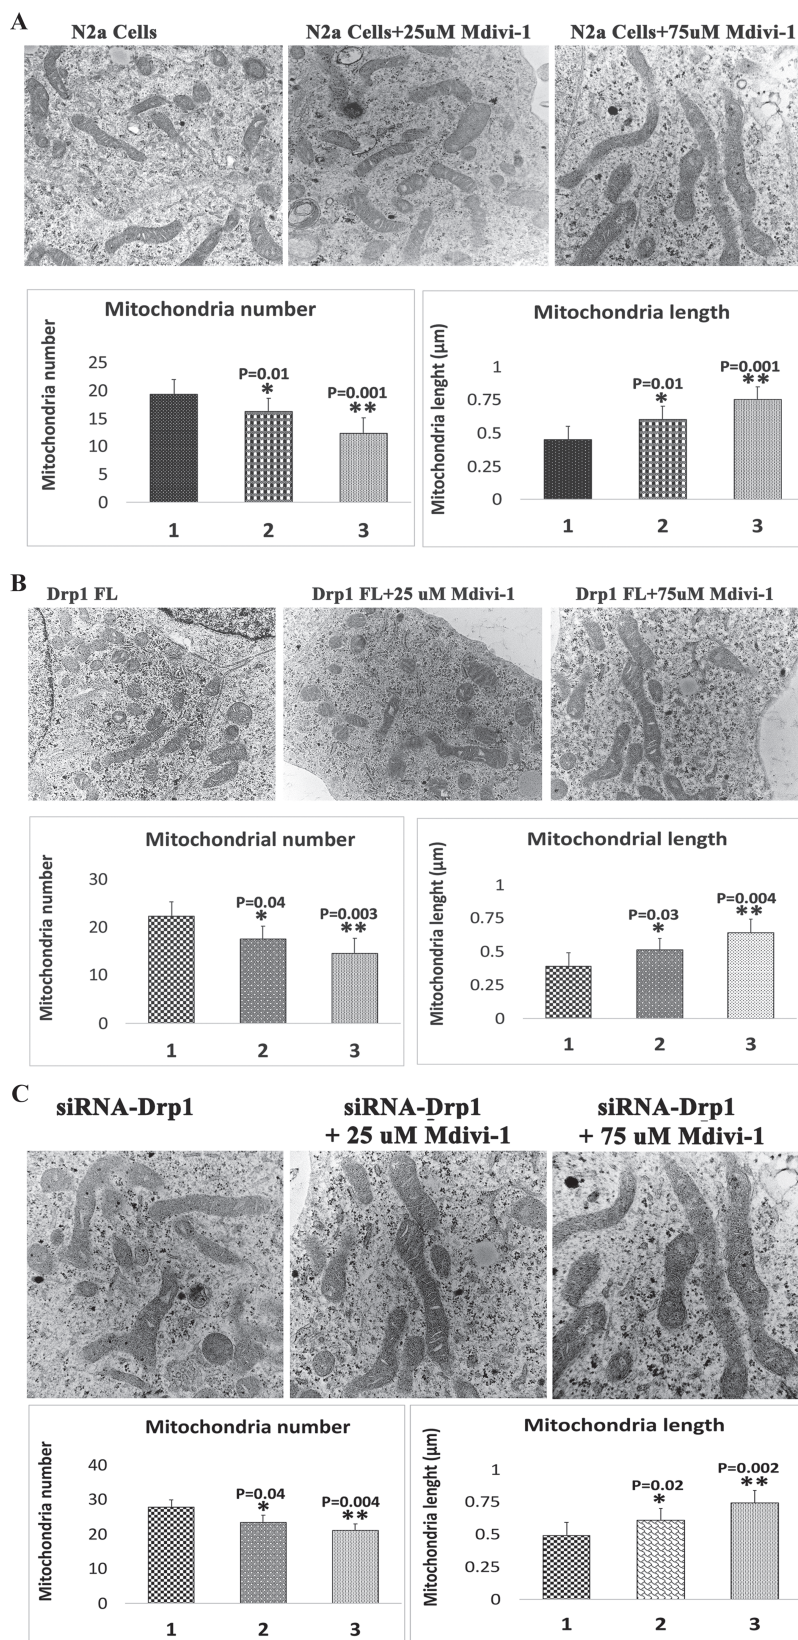 A
N2a Cells
N2a Cells+25uM Mdivi-1
N2a Cells+75uM Mdivi-1
Mitochondria number
Mitochondria number
25
20
15
10
5
0
P=0.01
*
P=0.001
**
1
2
3
Mitochondria length
Mitochondria lenght (µm)
1
0.75
0.5
0.25
0
P=0.01
*
P=0.001
**
1
2
3
B
Drp1 FL
Drp1 FL+25 uM Mdivi-1
Drp1 FL+75uM Mdivi-1
Mitochondrial number
Mitochondria number
30
20
10
0
P=0.04
*
P=0.003
**
1
2
3
Mitochondrial length
Mitochondria lenght (µm)
1
0.75
0.5
0.25
0
P=0.03
*
P=0.004
**
1
2
3
C
siRNA-Drp1
siRNA-Drp1
+ 25 uM Mdivi-1
siRNA-Drp1
+ 75 uM Mdivi-1
Mitochondria number
Mitochondria number
40
30
20
10
0
P=0.04
*
P=0.004
**
1
2
3
Mitochondria length
Mitochondria lenght (µm)
1
0.75
0.5
0.25
0
P=0.02
*
P=0.002
**
1
2
3